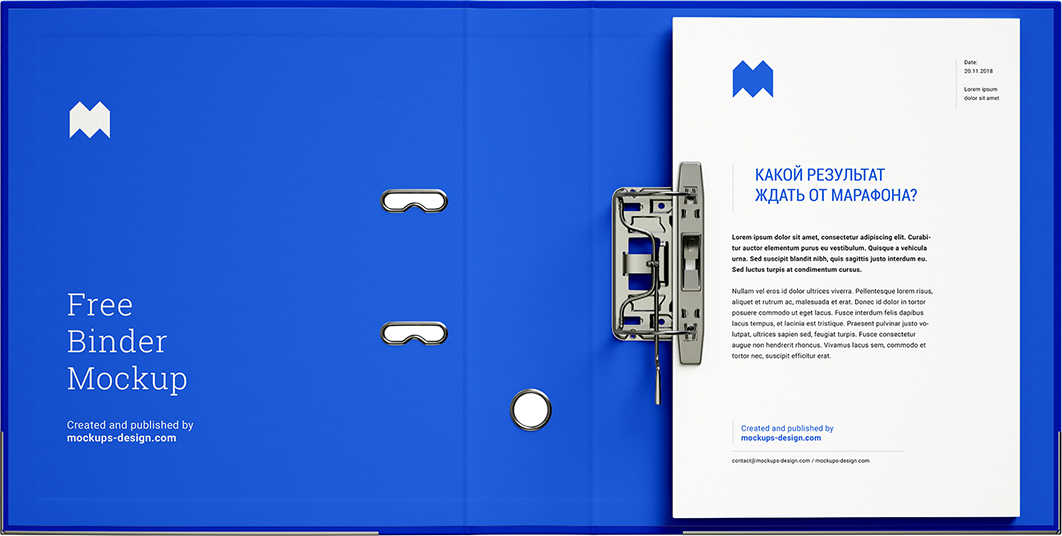 Free
Binder
Mockup
Created and published by
mockups-design.com
Date:
20.11.2018
Lorem ipsum
dolor sit amet
КАКОЙ РЕЗУЛЬТАТ
ЖДАТЬ ОТ МАРАФОНА?
Lorem ipsum dolor sit amet, consectetur adipiscing elit. Curabi-
tur auctor elementum purus eu vestibulum. Quisque a vehicula
urna. Sed suscipit blandit nibh, quis sagittis justo interdum eu.
Sed luctus turpis at condimentum cursus.
Nullam vel eros id dolor ultrices viverra. Pellentesque lorem risus,
aliquet et rutrum ac, malesuada et erat. Donec id dolor in tortor
posuere commodo ut eget lacus. Fusce interdum felis dapibus
lacus tempus, et lacinia est tristique. Praesent pulvinar justo vo-
lutpat, ultrices sapien sed, feugiat turpis. Fusce consectetur
augue non hendrerit rhoncus. Vivamus lacus sem, commodo et
tortor nec, suscipit efficitur erat.
Created and published by
mockups-design.com
contact@mockups-design.com / mockups-design.com